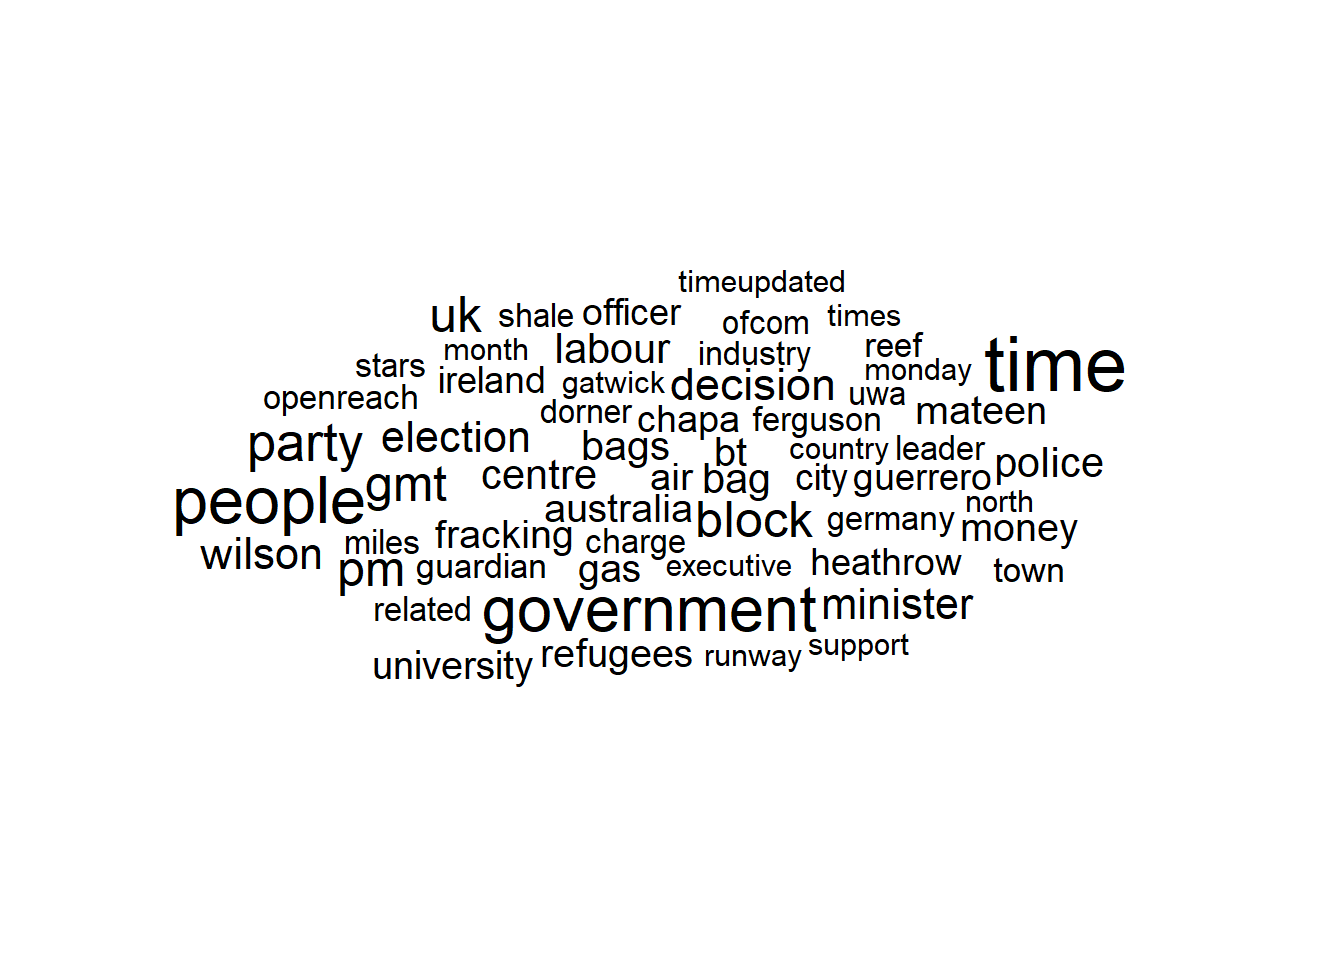 timeupdated
uk shale officer ofcom times
stars month labour industry reef time
openreach ireland gatwick decision monday
dorner chapa ferguson uwa mateen
party election bags bt country leader police
people gmt centre air bag city guerrero
australia block germany north money
wilson miles fracking charge
pm guardian gas executive heathrow town
related government minister
university refugees runway support